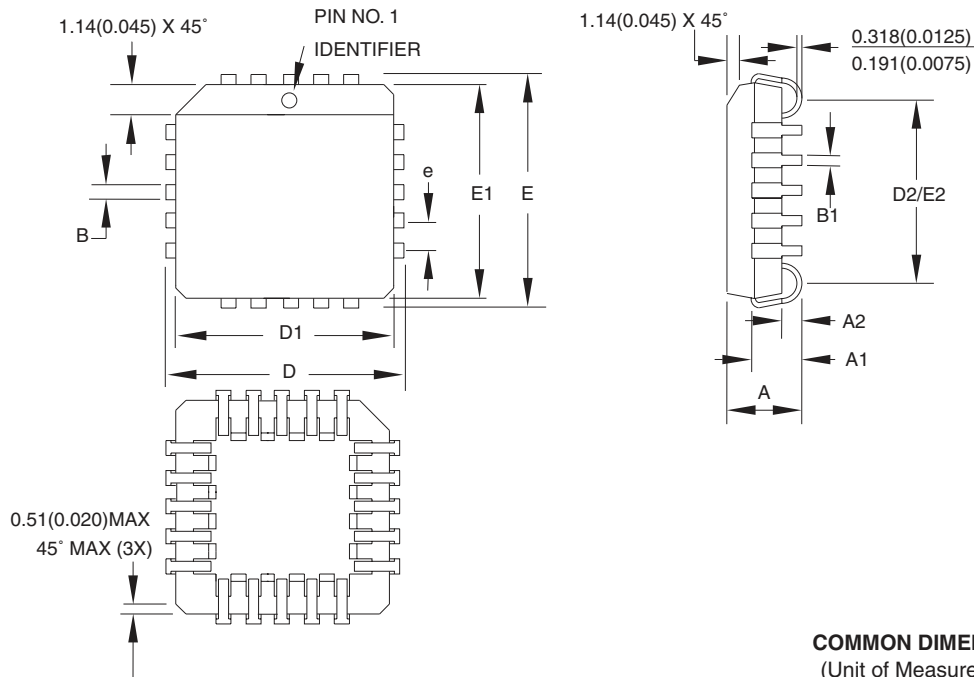 1.14(0.045) X 45˚
PIN NO. 1
IDENTIFIER
1.14(0.045) X 45˚
0.318(0.0125)
0.191(0.0075)
e
E1
E
B
B1
D2/E2
D1
D
A2
A1
A
0.51(0.020)MAX
45˚ MAX (3X)
COMMON DIME
(Unit of Measure